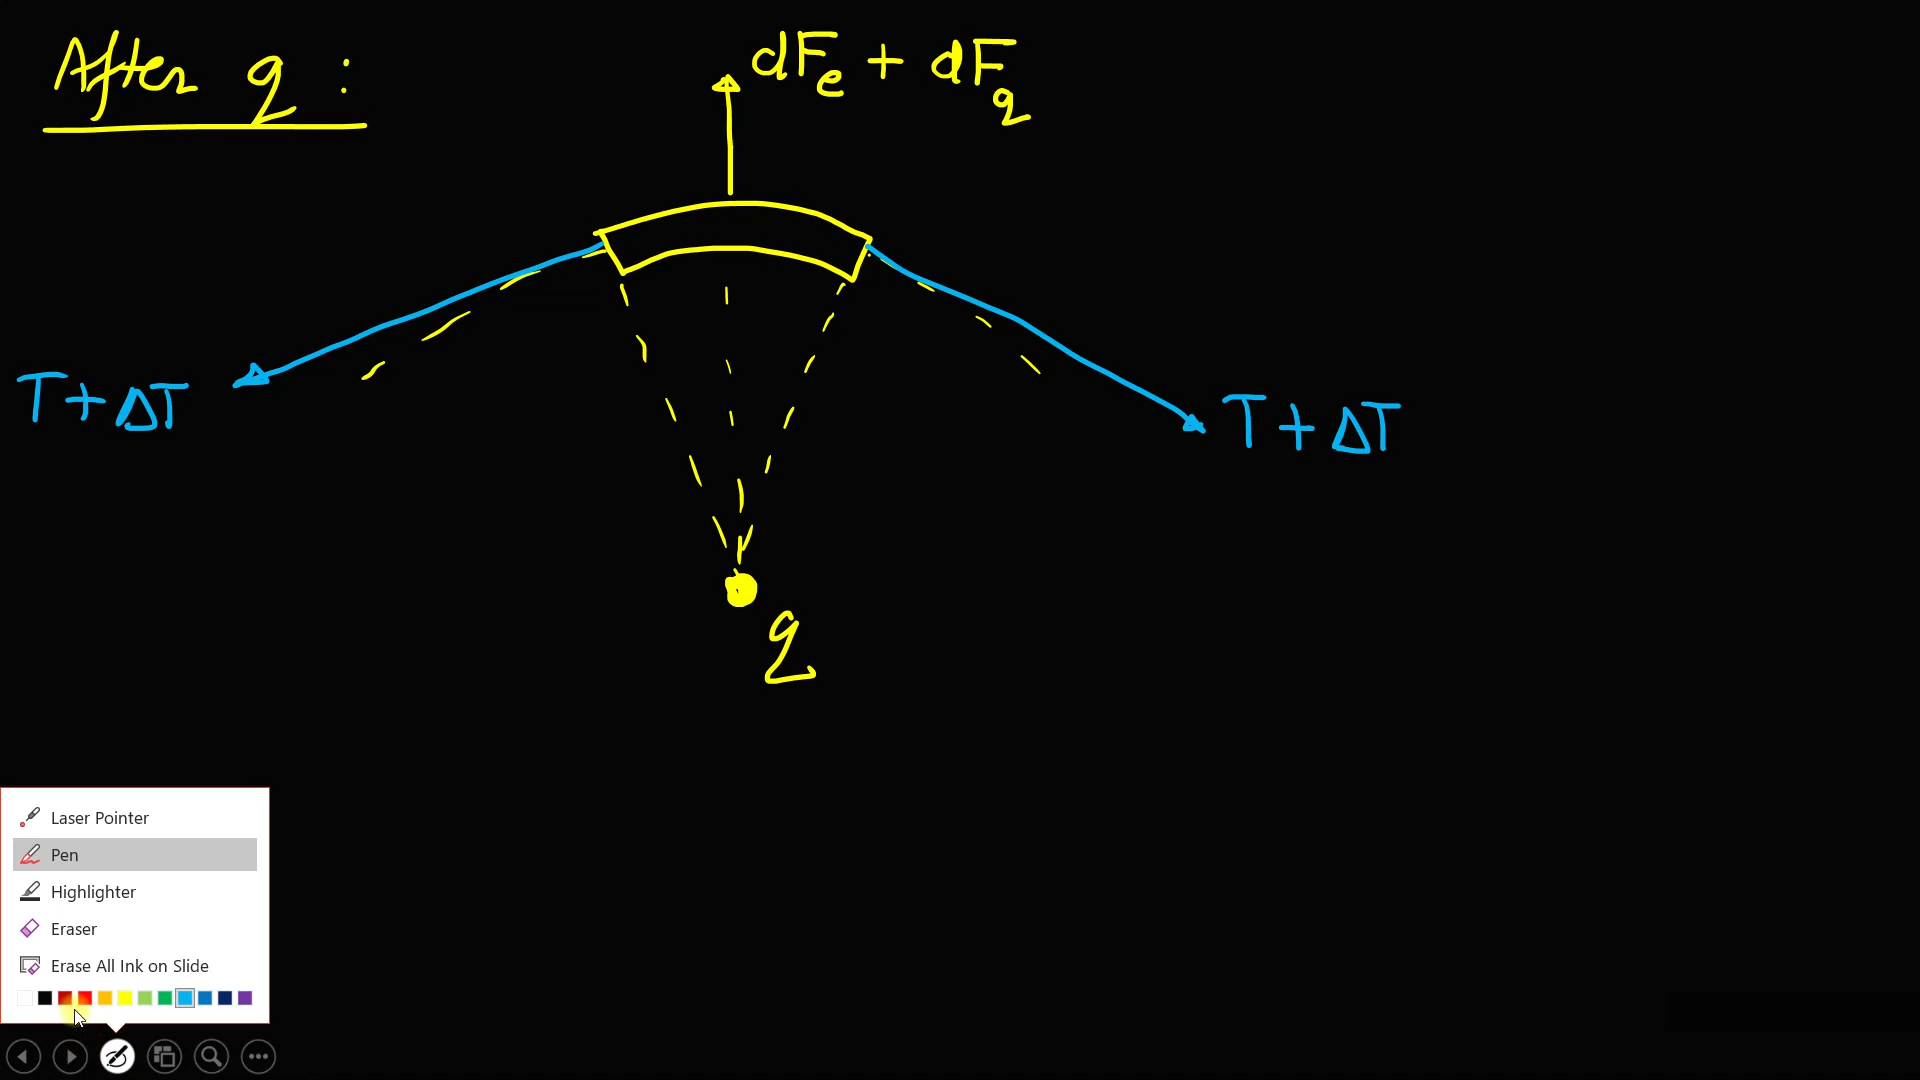 After q :
dFe + dFq
T + ΔT
T + ΔT
q
Laser Pointer
Pen
Highlighter
Eraser
Erase All Ink on Slide